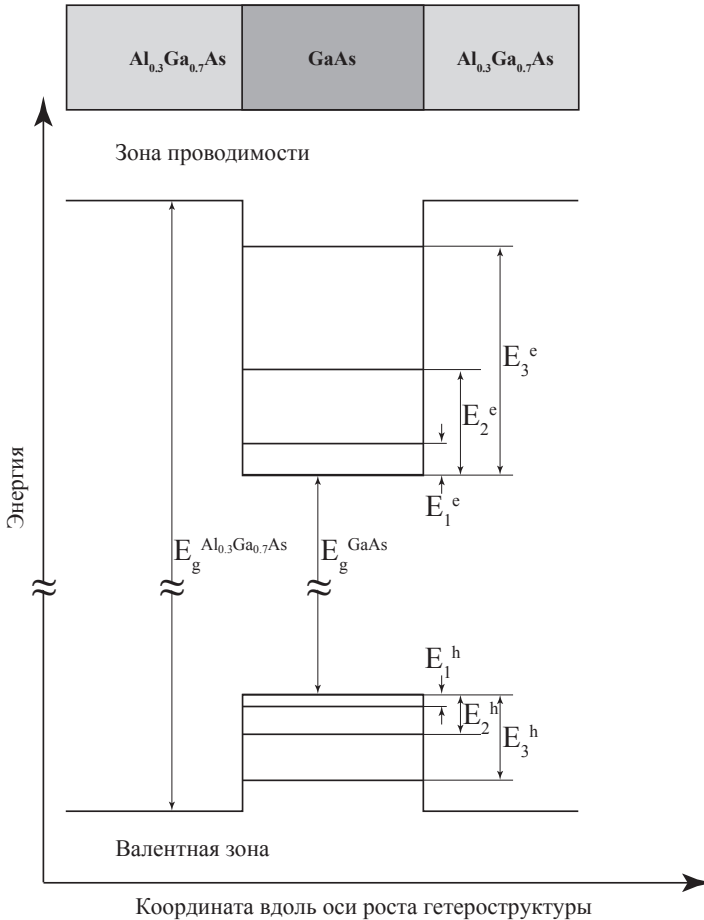 Al0.3Ga0.7As GaAs Al0.3Ga0.7As
Зона проводимости
E3e
E2e
E1e
Энергия
EgAl0.3Ga0.7As EgGaAs
E1h
E2h
E3h
Валентная зона
Координата вдоль оси роста гетероструктуры